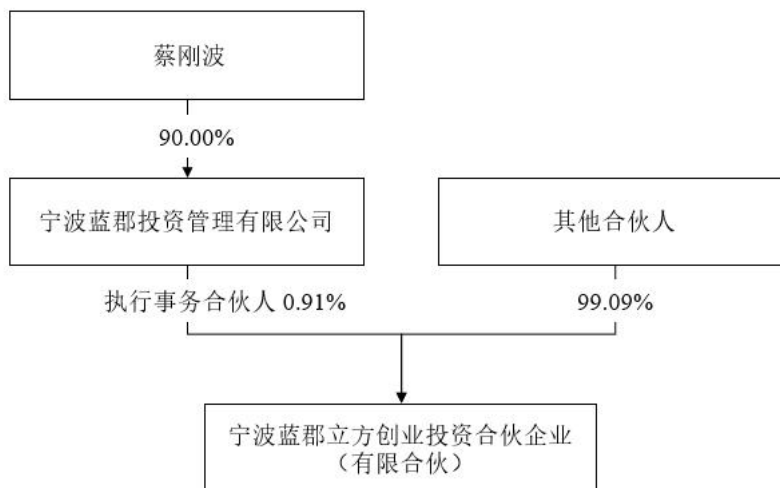 蔡刚波
90.00%
宁波蓝郡投资管理有限公司
其他合伙人
执行事务合伙人 0.91%
99.09%
宁波蓝郡立方创业投资合伙企业
（有限合伙）